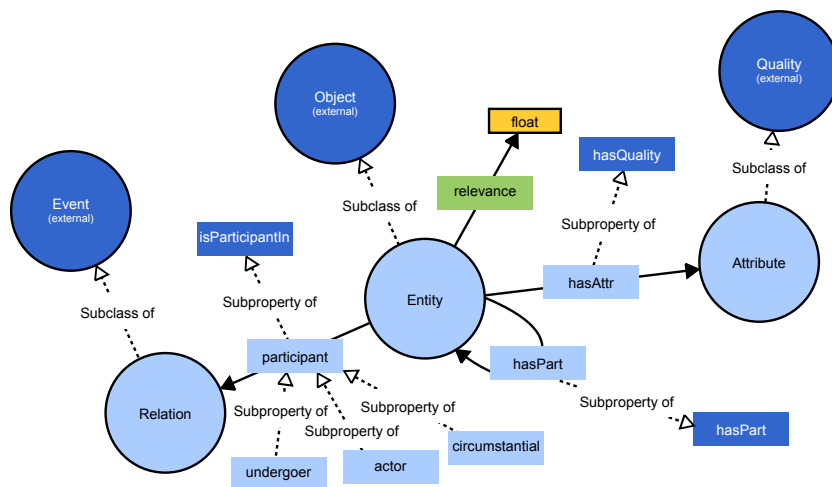 Quality
(external)
Object
(external)
float
hasQuality
Subclass of
relevance
Event
(external)
Subclass of
Subproperty of
isParticipantIn
Attribute
hasAttr
Entity
Subclass of
Subproperty of
participant
hasPart
Subproperty of
Relation
Subproperty of
Subproperty of
Subproperty of
hasPart
circumstantial
actor
undergoer